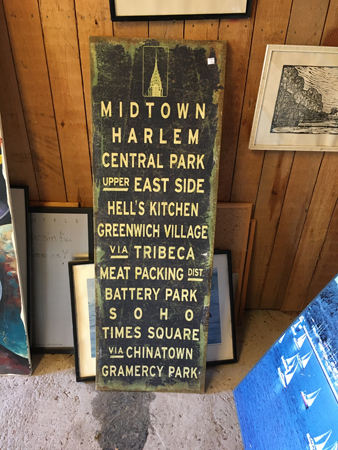 MIDTOWN
HARLEM
CENTRAL PARK
UPPER EAST SIDE
HELL'S KITCHEN
GREENWICH VILLAGE
VIA TRIBECA
MEAT PACKING DIST.
BATTERY PARK
SOHO
TIMES SQUARE
VIA CHINATOWN
GRAMERCY PARK